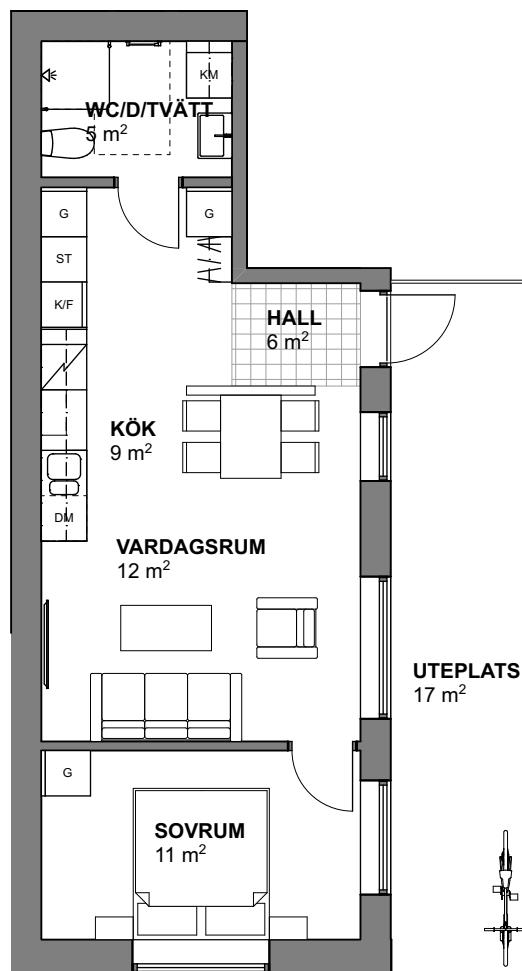 KM
WC/D/TVÄTT
5 m²
G
G
ST
K/F
HALL
6 m²
KÖK
9 m²
DM
VARDAGSRUM
12 m²
UTEPLATS
17 m²
G
SOVRUM
11 m²